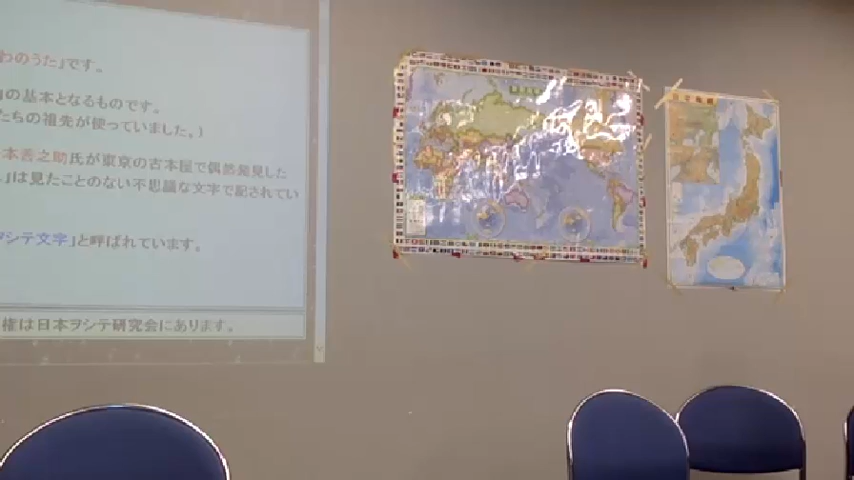 わのうた」です。
の基本となるものです。
たちの祖先が使っていました。)
本善之助氏が東京の古本屋で偶然発見した
」は見たことのない不思議な文字で記されてい
ヲシテ文字」と呼ばれています。
権は日本ヲシテ研究会にあります。